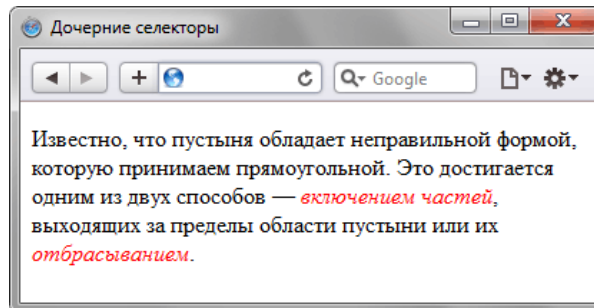 Дочерние селекторы
Google
Известно, что пустыня обладает неправильной формой,
которую принимаем прямоугольной. Это достигается
одним из двух способов — включением частей,
выходящих за пределы области пустыни или их
отбрасыванием.